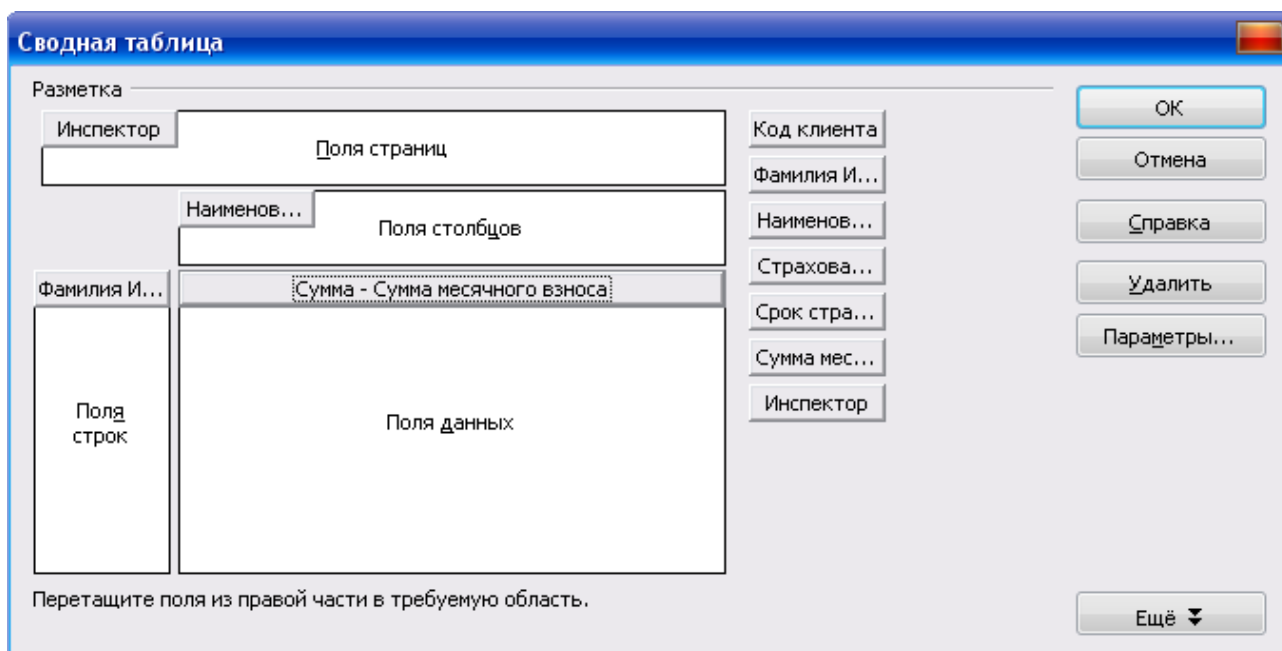 Сводная таблица
Разметка
Инспектор
Поля страниц
Наименов...
Поля столбцов
Фамилия И...
Сумма - Сумма месячного взноса
Поля
строк
Поля данных
Код клиента
Фамилия И...
Наименов...
Страхова...
Срок стра...
Сумма мес...
Инспектор
ОК
Отмена
Справка
Удалить
Параметры...
Перетащите поля из правой части в требуемую область.
Ещё